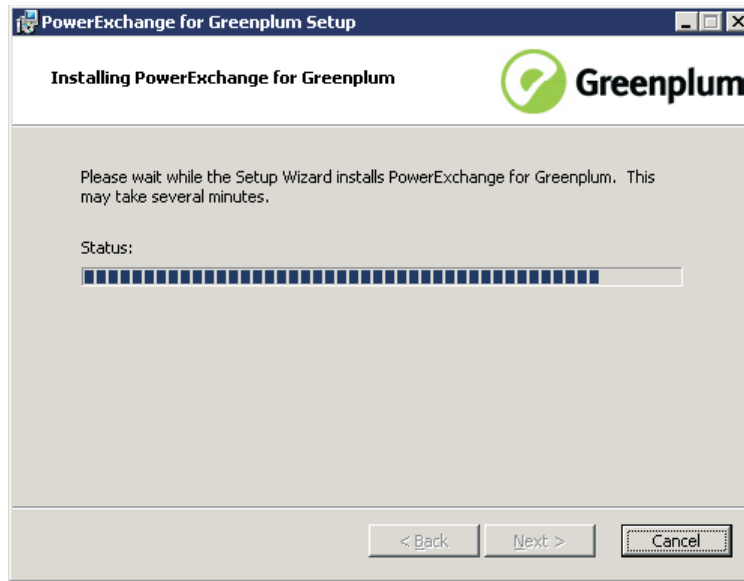 PowerExchange for Greenplum Setup
Installing PowerExchange for Greenplum
Greenplum
Please wait while the Setup Wizard installs PowerExchange for Greenplum. This
may take several minutes.
Status:
< Back
Next >
Cancel